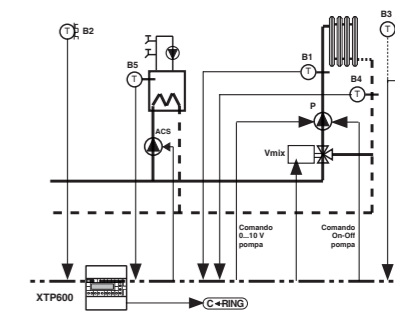 B3
B2
T
T
B1
B5
T
T
B4
T
P
ACS
Vmix
Comando
0...10 V
pompa
Comando
On-Off
pompa
XTP600
C-RING